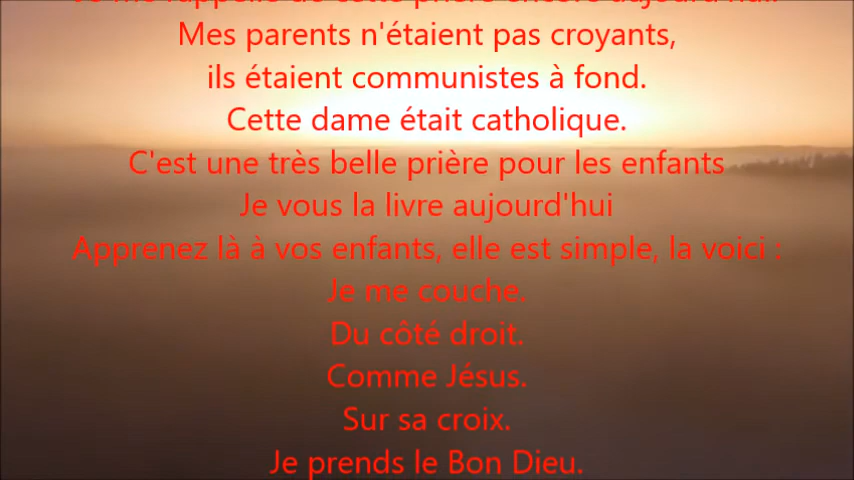 Je me rappelle de cette prière encore aujourd'hui.
Mes parents n'étaient pas croyants,
ils étaient communistes à fond.
Cette dame était catholique.
C'est une très belle prière pour les enfants
Je vous la livre aujourd'hui
Apprenez là à vos enfants, elle est simple, la voici :
Je me couche.
Du côté droit.
Comme Jésus.
Sur sa croix.
Je prends le Bon Dieu.